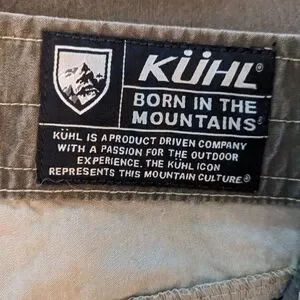 KÜHL®
BORN IN THE
MOUNTAINS®
KÜHL IS A PRODUCT DRIVEN COMPANY
WITH A PASSION FOR THE OUTDOOR
EXPERIENCE. THE KÜHL ICON
REPRESENTS THIS MOUNTAIN CULTURE.®